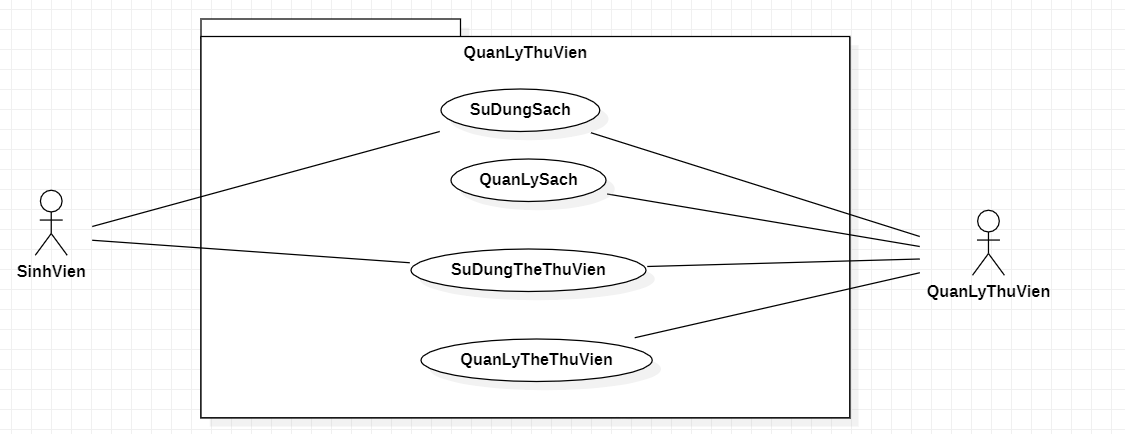 QuanLyThuVien
SuDungSach
QuanLySach
SuDungTheThuVien
QuanLyTheThuVien
SinhVien
QuanLyThuVien